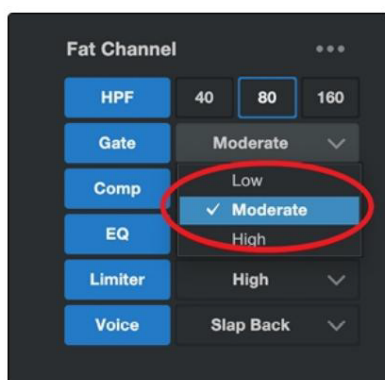 Fat Channel
HPF 40 80 160
Gate Moderate
Comp Low
Moderate
EQ High
Limiter High
Voice Slap Back